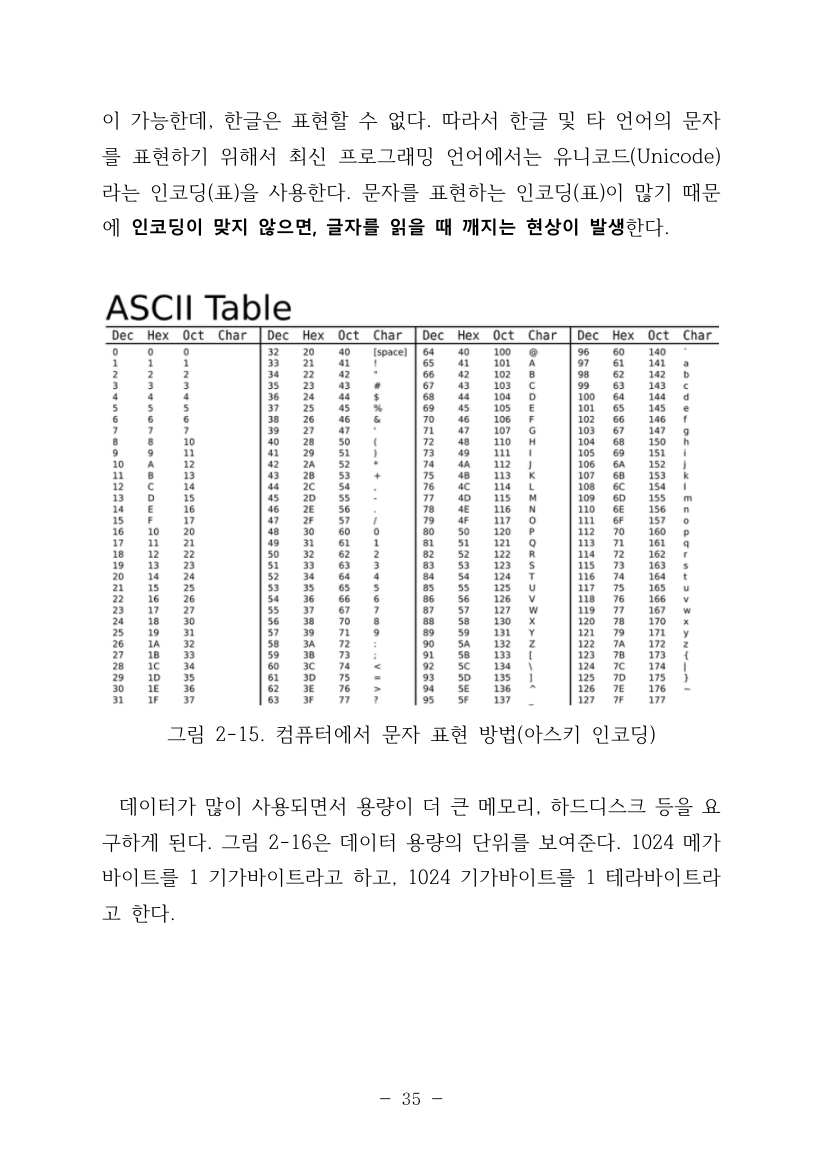 이 가능한데, 한글은 표현할 수 없다. 따라서 한글 및 타 언어의 문자
를 표현하기 위해서 최신 프로그래밍 언어에서는 유니코드(Unicode)
라는 인코딩(표)을 사용한다. 문자를 표현하는 인코딩(표)이 많기 때문
에 인코딩이 맞지 않으면, 글자를 읽을 때 깨지는 현상이 발생한다.
ASCII Table
Dec Hex Oct Char Dec Hex Oct Char Dec Hex Oct Char Dec Hex Oct Char
0 0 0 32 20 40 [space] 64 40 100 @ 96 60 140 `
1 1 1 33 21 41 ! 65 41 101 A 97 61 141 a
2 2 2 34 22 42 " 66 42 102 B 98 62 142 b
3 3 3 35 23 43 # 67 43 103 C 99 63 143 c
4 4 4 36 24 44 $ 68 44 104 D 100 64 144 d
5 5 5 37 25 45 % 69 45 105 E 101 65 145 e
6 6 6 38 26 46 & 70 46 106 F 102 66 146 f
7 7 7 39 27 47 ' 71 47 107 G 103 67 147 g
8 8 10 40 28 50 ( 72 48 110 H 104 68 150 h
9 9 11 41 29 51 ) 73 49 111 I 105 69 151 i
10 A 12 42 2A 52 * 74 4A 112 J 106 6A 152 j
11 B 13 43 2B 53 + 75 4B 113 K 107 6B 153 k
12 C 14 44 2C 54 , 76 4C 114 L 108 6C 154 l
13 D 15 45 2D 55 - 77 4D 115 M 109 6D 155 m
14 E 16 46 2E 56 . 78 4E 116 N 110 6E 156 n
15 F 17 47 2F 57 / 79 4F 117 O 111 6F 157 o
16 10 20 48 30 60 0 80 50 120 P 112 70 160 p
17 11 21 49 31 61 1 81 51 121 Q 113 71 161 q
18 12 22 50 32 62 2 82 52 122 R 114 72 162 r
19 13 23 51 33 63 3 83 53 123 S 115 73 163 s
20 14 24 52 34 64 4 84 54 124 T 116 74 164 t
21 15 25 53 35 65 5 85 55 125 U 117 75 165 u
22 16 26 54 36 66 6 86 56 126 V 118 76 166 v
23 17 27 55 37 67 7 87 57 127 W 119 77 167 w
24 18 30 56 38 70 8 88 58 130 X 120 78 170 x
25 19 31 57 39 71 9 89 59 131 Y 121 79 171 y
26 1A 32 58 3A 72 : 90 5A 132 Z 122 7A 172 z
27 1B 33 59 3B 73 ; 91 5B 133 [ 123 7B 173 {
28 1C 34 60 3C 74 < 92 5C 134 \ 124 7C 174 |
29 1D 35 61 3D 75 = 93 5D 135 ] 125 7D 175 }
30 1E 36 62 3E 76 > 94 5E 136 ^ 126 7E 176 ~
31 1F 37 63 3F 77 ? 95 5F 137 _ 127 7F 177
그림 2-15. 컴퓨터에서 문자 표현 방법(아스키 인코딩)
데이터가 많이 사용되면서 용량이 더 큰 메모리, 하드디스크 등을 요
구하게 된다. 그림 2-16은 데이터 용량의 단위를 보여준다. 1024 메가
바이트를 1 기가바이트라고 하고, 1024 기가바이트를 1 테라바이트라
고 한다.
- 35 -